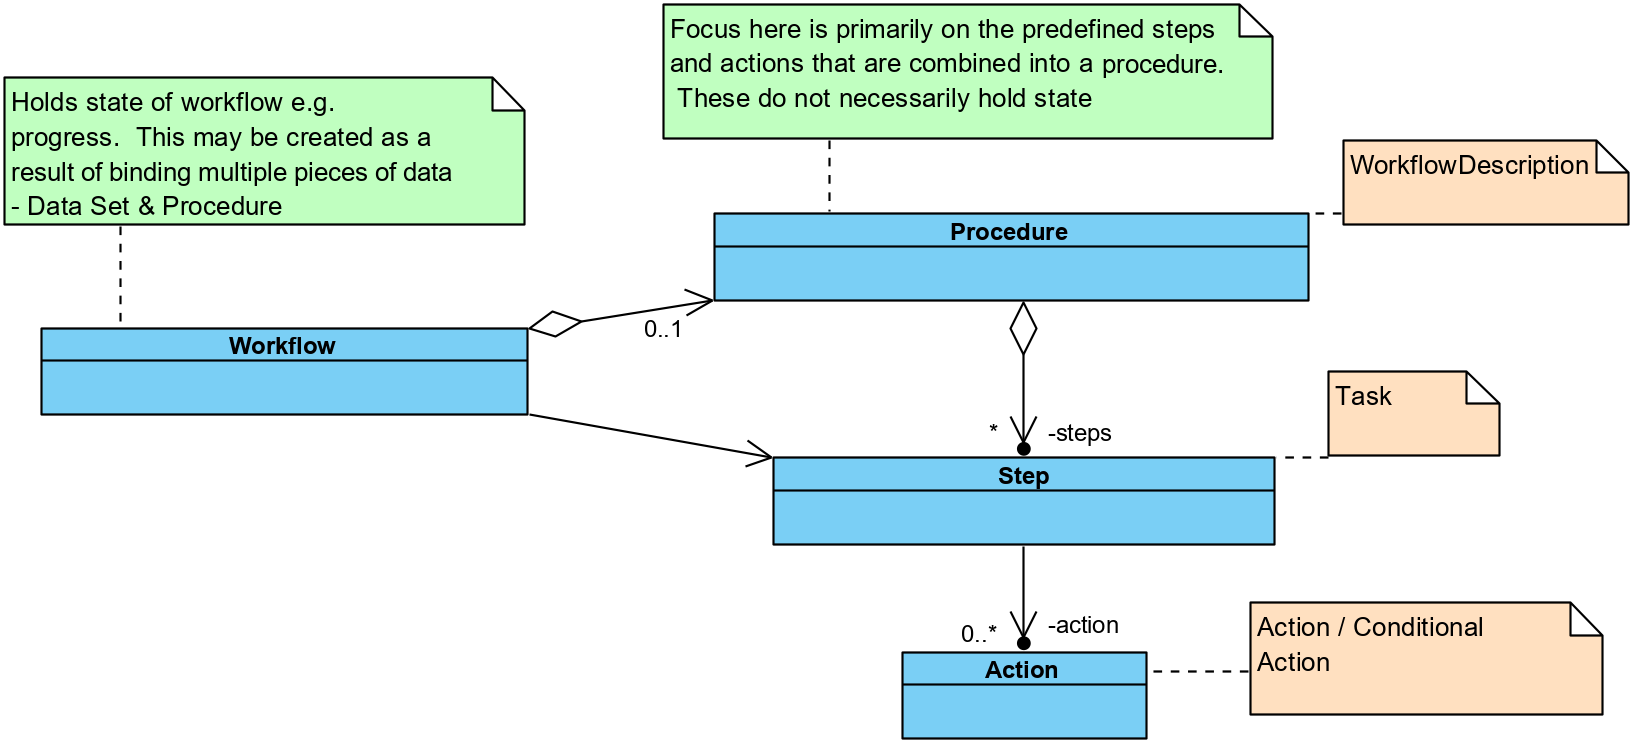 Focus here is primarily on the predefined steps
and actions that are combined into a procedure.
These do not necessarily hold state
Holds state of workflow e.g.
progress.  This may be created as a
result of binding multiple pieces of data
- Data Set & Procedure
WorkflowDescription
Procedure
0..1
Workflow
Task
* -steps
Step
0..* -action
Action / Conditional
Action
Action